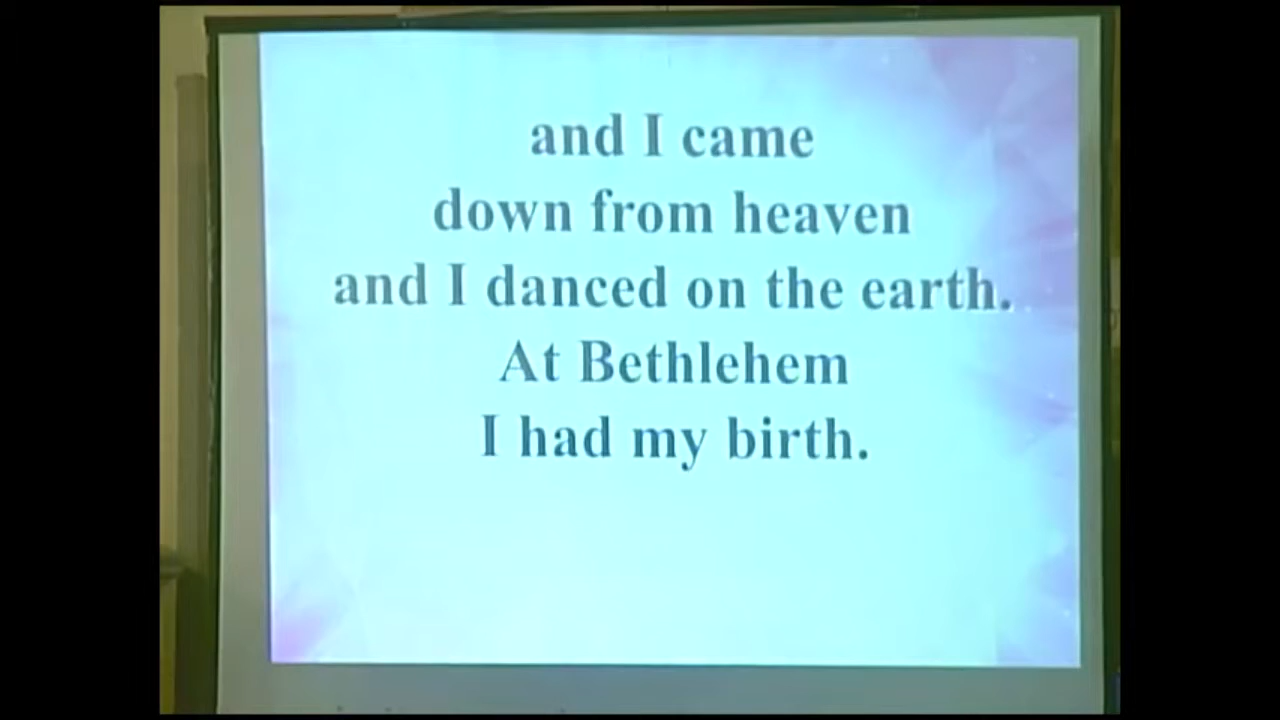 and I came
down from heaven
and I danced on the earth.
At Bethlehem
I had my birth.